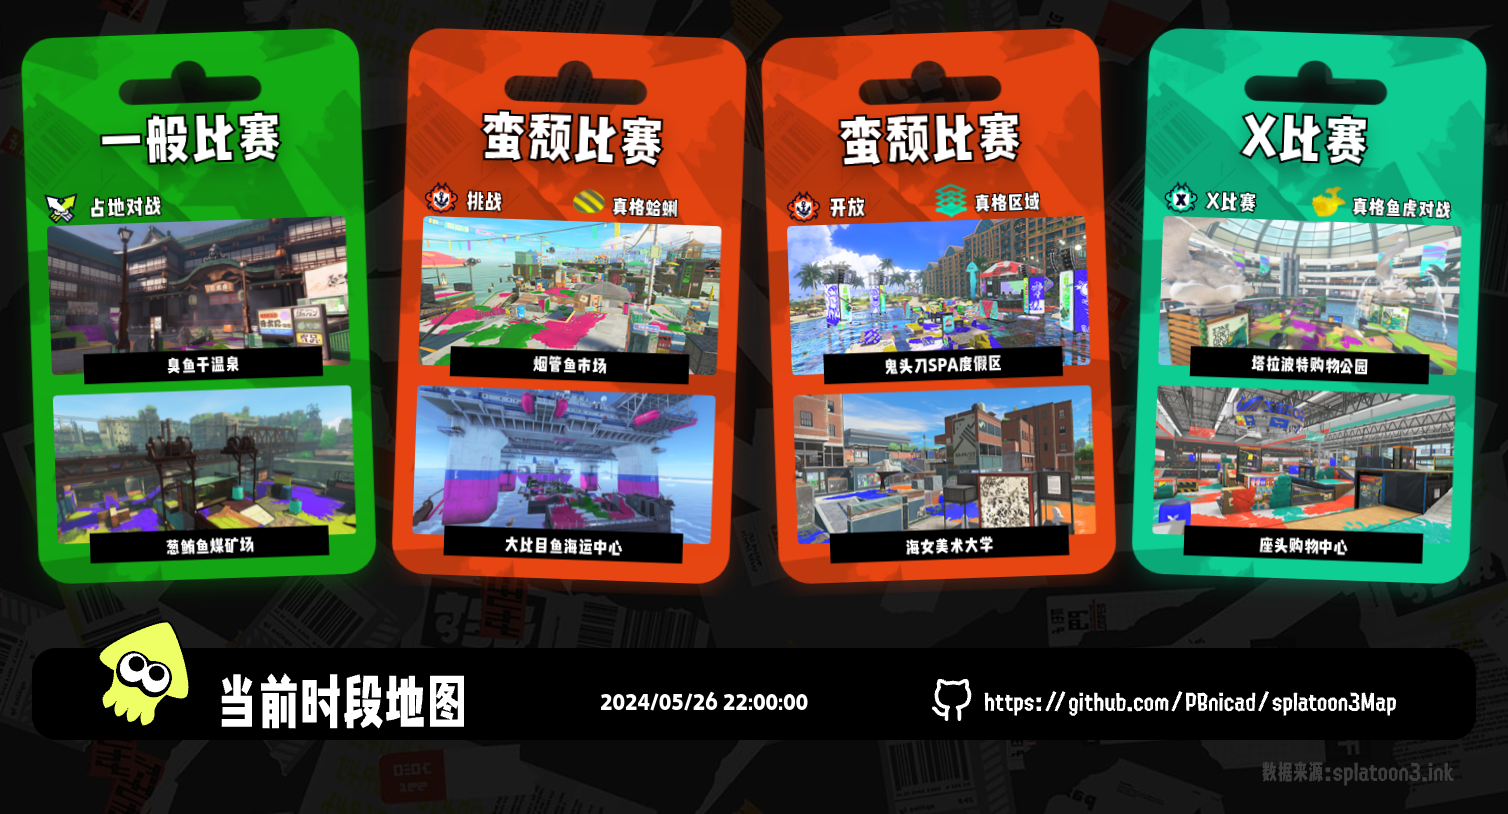 一般比赛
占地对战
臭鱼干温泉
葱鲔鱼煤矿场
蛮颓比赛
挑战
真格蛤蜊
烟管鱼市场
大比目鱼海运中心
蛮颓比赛
开放
真格区域
鬼头刀SPA度假区
海女美术大学
X比赛
X比赛
真格鱼虎对战
塔拉波特购物公园
座头购物中心
当前时段地图
2024/05/26 22:00:00
https://github.com/PBnicad/splatoon3Map
数据来源:splatoon3.ink